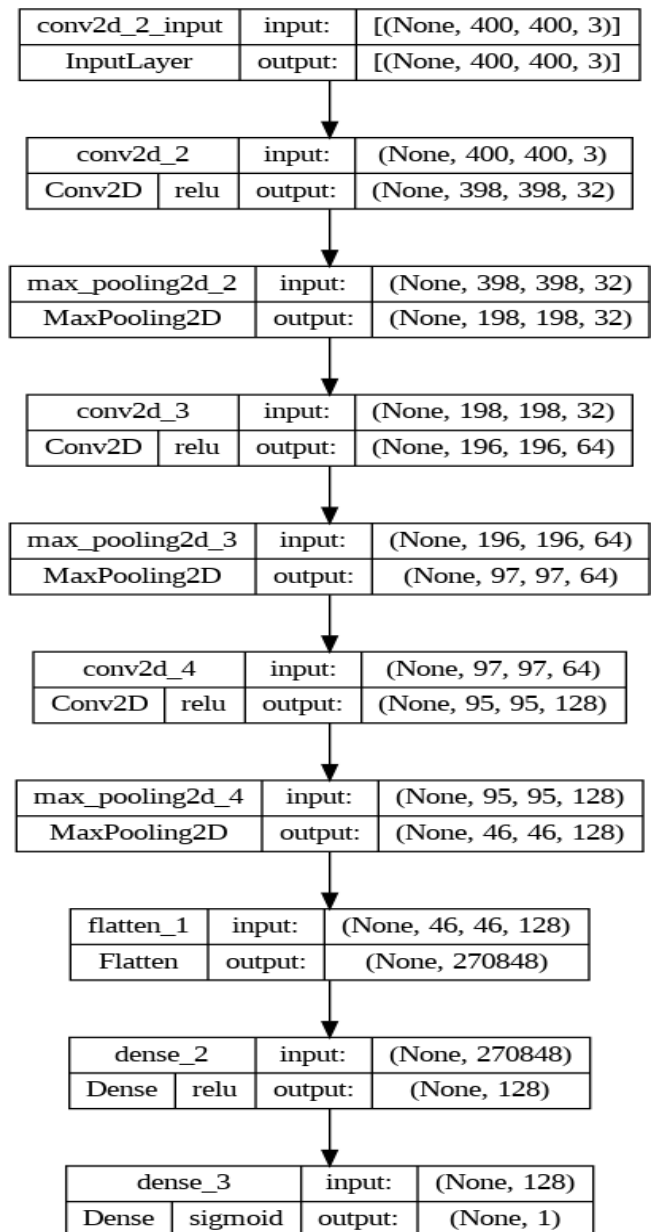 conv2d_2_input input: [(None, 400, 400, 3)]
InputLayer output: [(None, 400, 400, 3)]
conv2d_2 input: (None, 400, 400, 3)
Conv2D relu output: (None, 398, 398, 32)
max_pooling2d_2 input: (None, 398, 398, 32)
MaxPooling2D output: (None, 198, 198, 32)
conv2d_3 input: (None, 198, 198, 32)
Conv2D relu output: (None, 196, 196, 64)
max_pooling2d_3 input: (None, 196, 196, 64)
MaxPooling2D output: (None, 97, 97, 64)
conv2d_4 input: (None, 97, 97, 64)
Conv2D relu output: (None, 95, 95, 128)
max_pooling2d_4 input: (None, 95, 95, 128)
MaxPooling2D output: (None, 46, 46, 128)
flatten_1 input: (None, 46, 46, 128)
Flatten output: (None, 270848)
dense_2 input: (None, 270848)
Dense relu output: (None, 128)
dense_3 input: (None, 128)
Dense sigmoid output: (None, 1)